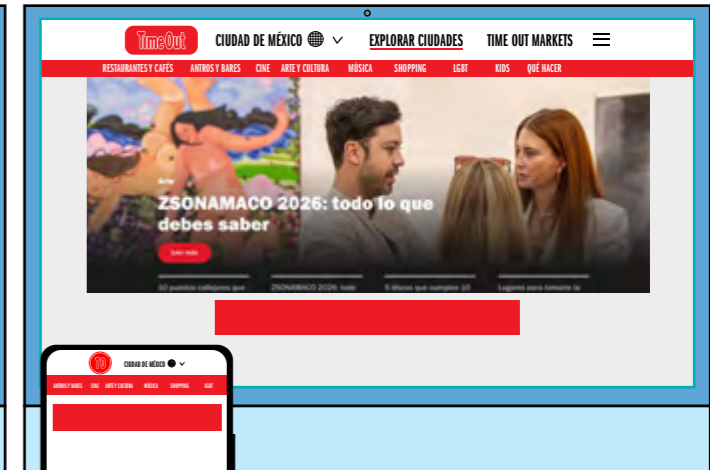 TimeOut
CIUDAD DE MÉXICO
EXPLORAR CIUDADES
TIME OUT MARKETS
RESTAURANTES Y CAFÉS ANTROS Y BARES CINE ARTE Y CULTURA MÚSICA SHOPPING LGBT KIDS QUÉ HACER
Arte
ZSONAMACO 2026: todo lo que
debes saber
Leer más
10 puestos callejeros que
ZSONAMACO 2026: todo
5 discos que cumplen 10
Lugares para tomarte la
TO
CIUDAD DE MÉXICO
ANTROS Y BARES CINE ARTE Y CULTURA MÚSICA SHOPPING LGBT